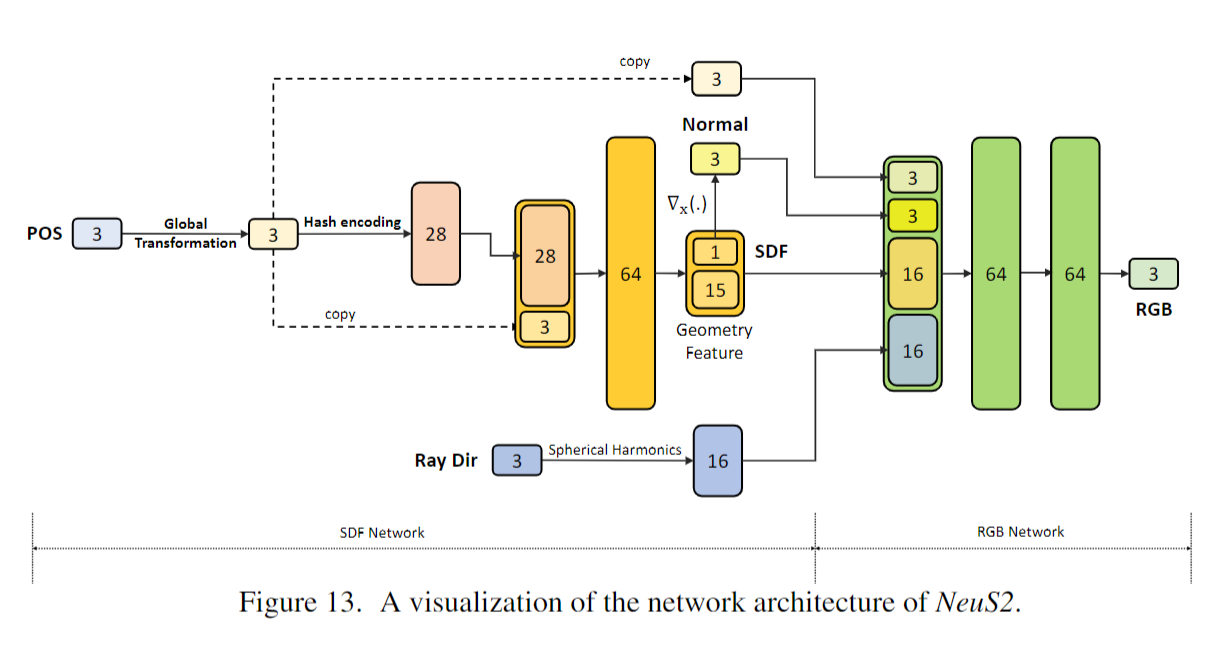 copy
3
Normal
3
∇x(.)
POS
3
Global
Transformation
3
Hash encoding
28
28
3
copy
64
1
15
SDF
Geometry
Feature
3
3
16
16
64
64
3
RGB
Ray Dir
3
Spherical Harmonics
16
SDF Network
RGB Network
Figure 13. A visualization of the network architecture of NeuS2.